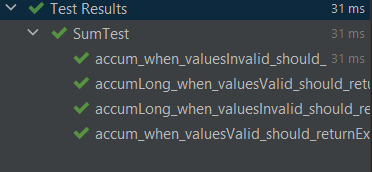 Test Results 31 ms
SumTest 31 ms
accum_when_valuesInvalid_should_ 31 ms
accumLong_when_valuesValid_should_retu
accumLong_when_valuesInvalid_should_re
accum_when_valuesValid_should_returnEx